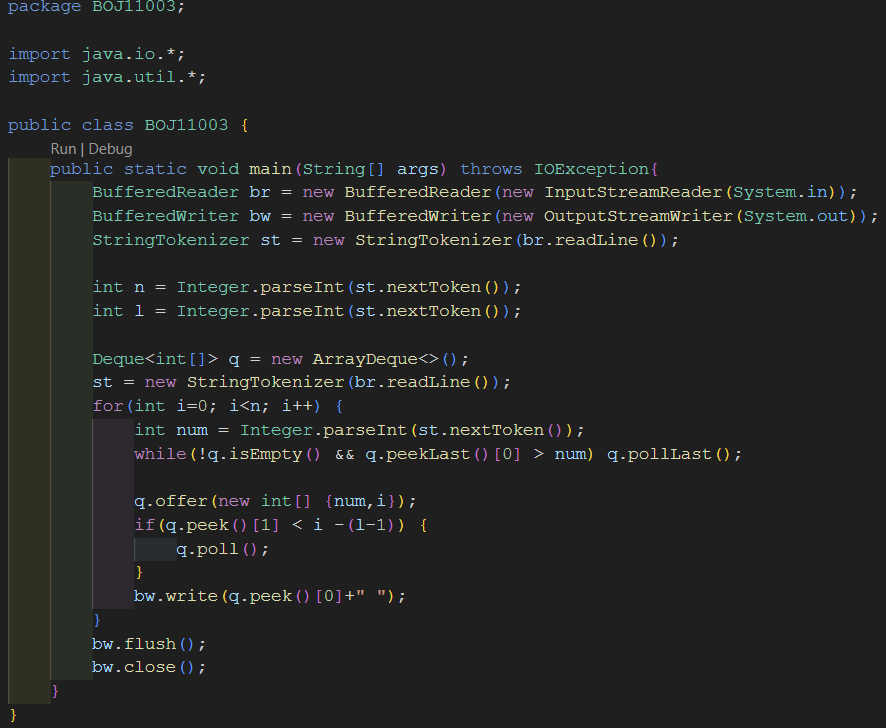 package BOJ11003;
import java.io.*;
import java.util.*;
public class BOJ11003 {
Run | Debug
public static void main(String[] args) throws IOException{
BufferedReader br = new BufferedReader(new InputStreamReader(System.in));
BufferedWriter bw = new BufferedWriter(new OutputStreamWriter(System.out));
StringTokenizer st = new StringTokenizer(br.readLine());
int n = Integer.parseInt(st.nextToken());
int l = Integer.parseInt(st.nextToken());
Deque<int[]> q = new ArrayDeque<>();
st = new StringTokenizer(br.readLine());
for(int i=0; i<n; i++) {
int num = Integer.parseInt(st.nextToken());
while(!q.isEmpty() && q.peekLast()[0] > num) q.pollLast();
q.offer(new int[] {num,i});
if(q.peek()[1] < i -(l-1)) {
q.poll();
}
bw.write(q.peek()[0]+" ");
}
bw.flush();
bw.close();
}
}